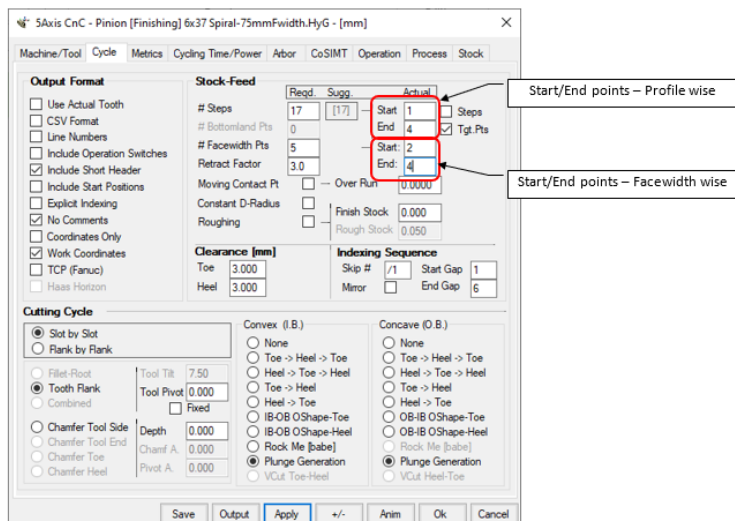 5Axis CnC - Pinion [Finishing] 6x37 Spiral-75mmFwidth.HyG - [mm]
Machine/Tool Cycle Metrics Cycling Time/Power Arbor CoSIMT Operation Process Stock
Output Format
Use Actual Tooth
CSV Format
Line Numbers
Include Operation Switches
Include Short Header
Include Start Positions
Explicit Indexing
No Comments
Coordinates Only
Work Coordinates
TCP (Fanuc)
Haas Horizon
Stock-Feed
Reqd. Sugg. Actual
# Steps 17 [17] Start 1 Steps
# Bottomland Pts 0 End 4 Tgt.Pts
# Facewidth Pts 5 Start: 2
Retract Factor 3.0 End: 4
Moving Contact Pt Over Run 0.0000
Constant D-Radius
Finish Stock 0.000
Roughing
Rough Stock 0.050
Start/End points – Profile wise
Start/End points – Facewidth wise
Clearance [mm]
Toe 3.000
Heel 3.000
Indexing Sequence
Skip # /1 Start Gap 1
Mirror End Gap 6
Cutting Cycle
Slot by Slot
Flank by Flank
Fillet-Root
Tooth Flank
Combined
Tool Tilt 7.50
Tool Pivot 0.000
Fixed
Chamfer Tool Side
Chamfer Tool End
Chamfer Toe
Chamfer Heel
Depth 0.000
Chamf A. 0.000
Pivot A. 0.000
Convex (I.B.)
None
Toe -> Heel -> Toe
Heel -> Toe -> Heel
Toe -> Heel
Heel -> Toe
IB-OB OShape-Toe
IB-OB OShape-Heel
Rock Me [babe]
Plunge Generation
VCut Toe-Heel
Concave (O.B.)
None
Toe -> Heel -> Toe
Heel -> Toe -> Heel
Toe -> Heel
Heel -> Toe
OB-IB OShape-Toe
OB-IB OShape-Heel
Rock Me [babe]
Plunge Generation
VCut Heel-Toe
Save Output Apply +/- Anim Ok Cancel